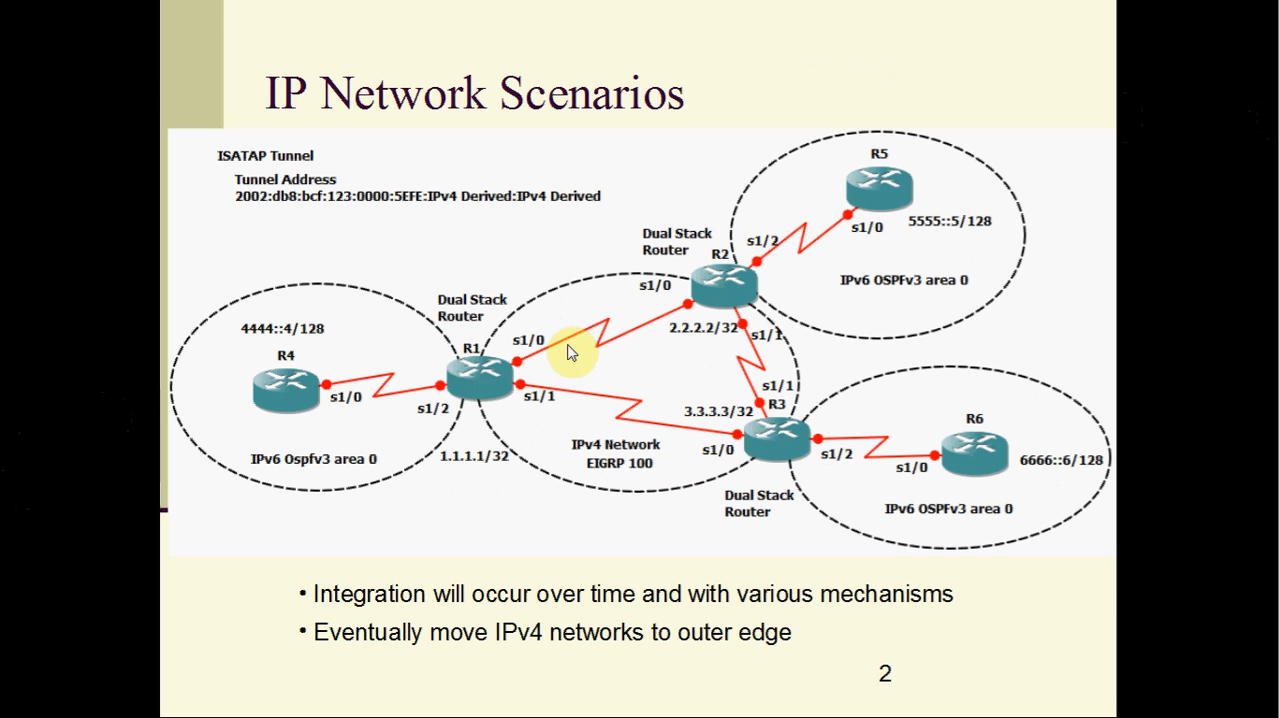 IP Network Scenarios
ISATAP Tunnel
Tunnel Address
2002:db8:bcf:123:0000:5EFE:IPv4 Derived:IPv4 Derived
R5
s1/0
5555::5/128
IPv6 OSPFv3 area 0
Dual Stack
Router
R2
s1/2
s1/0
2.2.2.2/32
s1/1
Dual Stack
Router
R1
s1/0
s1/1
s1/2
1.1.1.1/32
4444::4/128
R4
s1/0
IPv6 Ospfv3 area 0
IPv4 Network
EIGRP 100
s1/1
3.3.3.3/32
R3
s1/0
s1/2
Dual Stack
Router
R6
s1/0
6666::6/128
IPv6 OSPFv3 area 0
• Integration will occur over time and with various mechanisms
• Eventually move IPv4 networks to outer edge
2